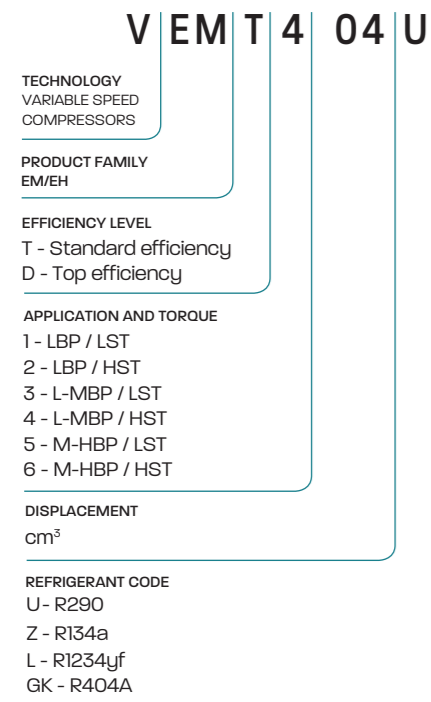 V EM T 4 04 U
TECHNOLOGY
VARIABLE SPEED
COMPRESSORS
PRODUCT FAMILY
EM/EH
EFFICIENCY LEVEL
T - Standard efficiency
D - Top efficiency
APPLICATION AND TORQUE
1 - LBP / LST
2 - LBP / HST
3 - L-MBP / LST
4 - L-MBP / HST
5 - M-HBP / LST
6 - M-HBP / HST
DISPLACEMENT
cm³
REFRIGERANT CODE
U- R290
Z - R134a
L - R1234yf
GK - R404A